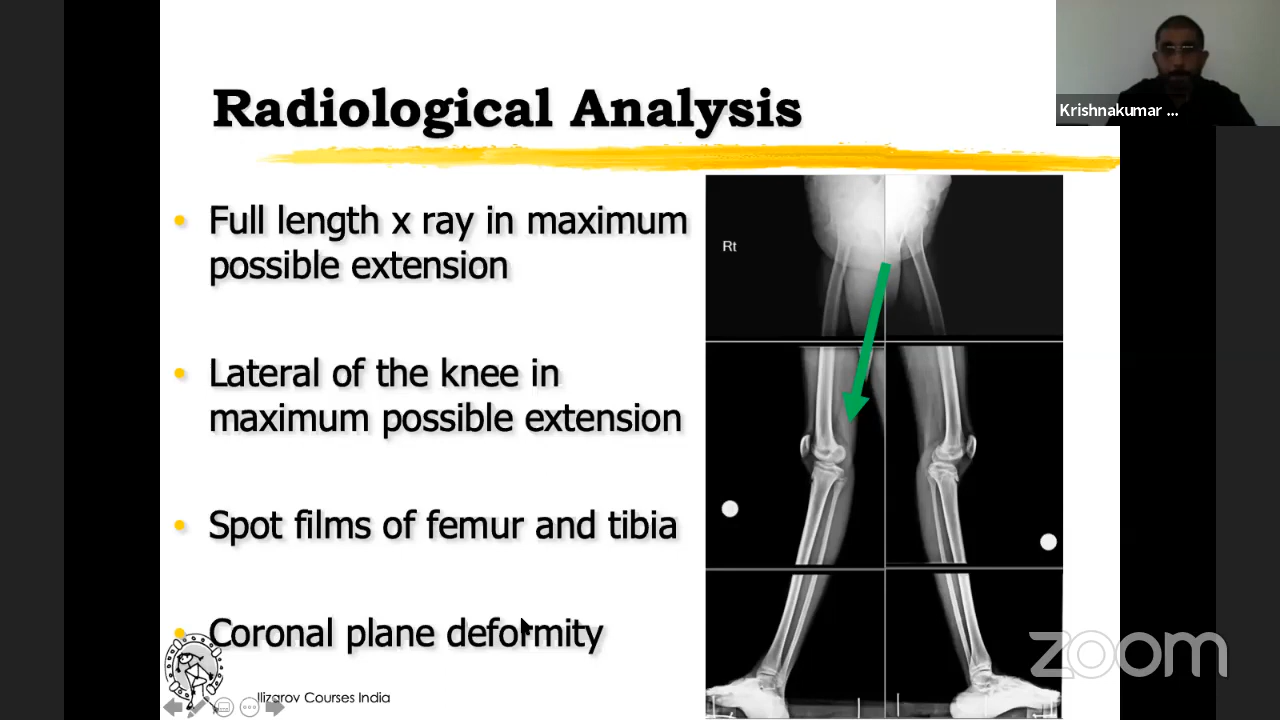 Radiological Analysis
Krishnakumar ...
• Full length x ray in maximum
possible extension
Rt
• Lateral of the knee in
maximum possible extension
• Spot films of femur and tibia
• Coronal plane deformity
Ilizarov Courses India
zoom